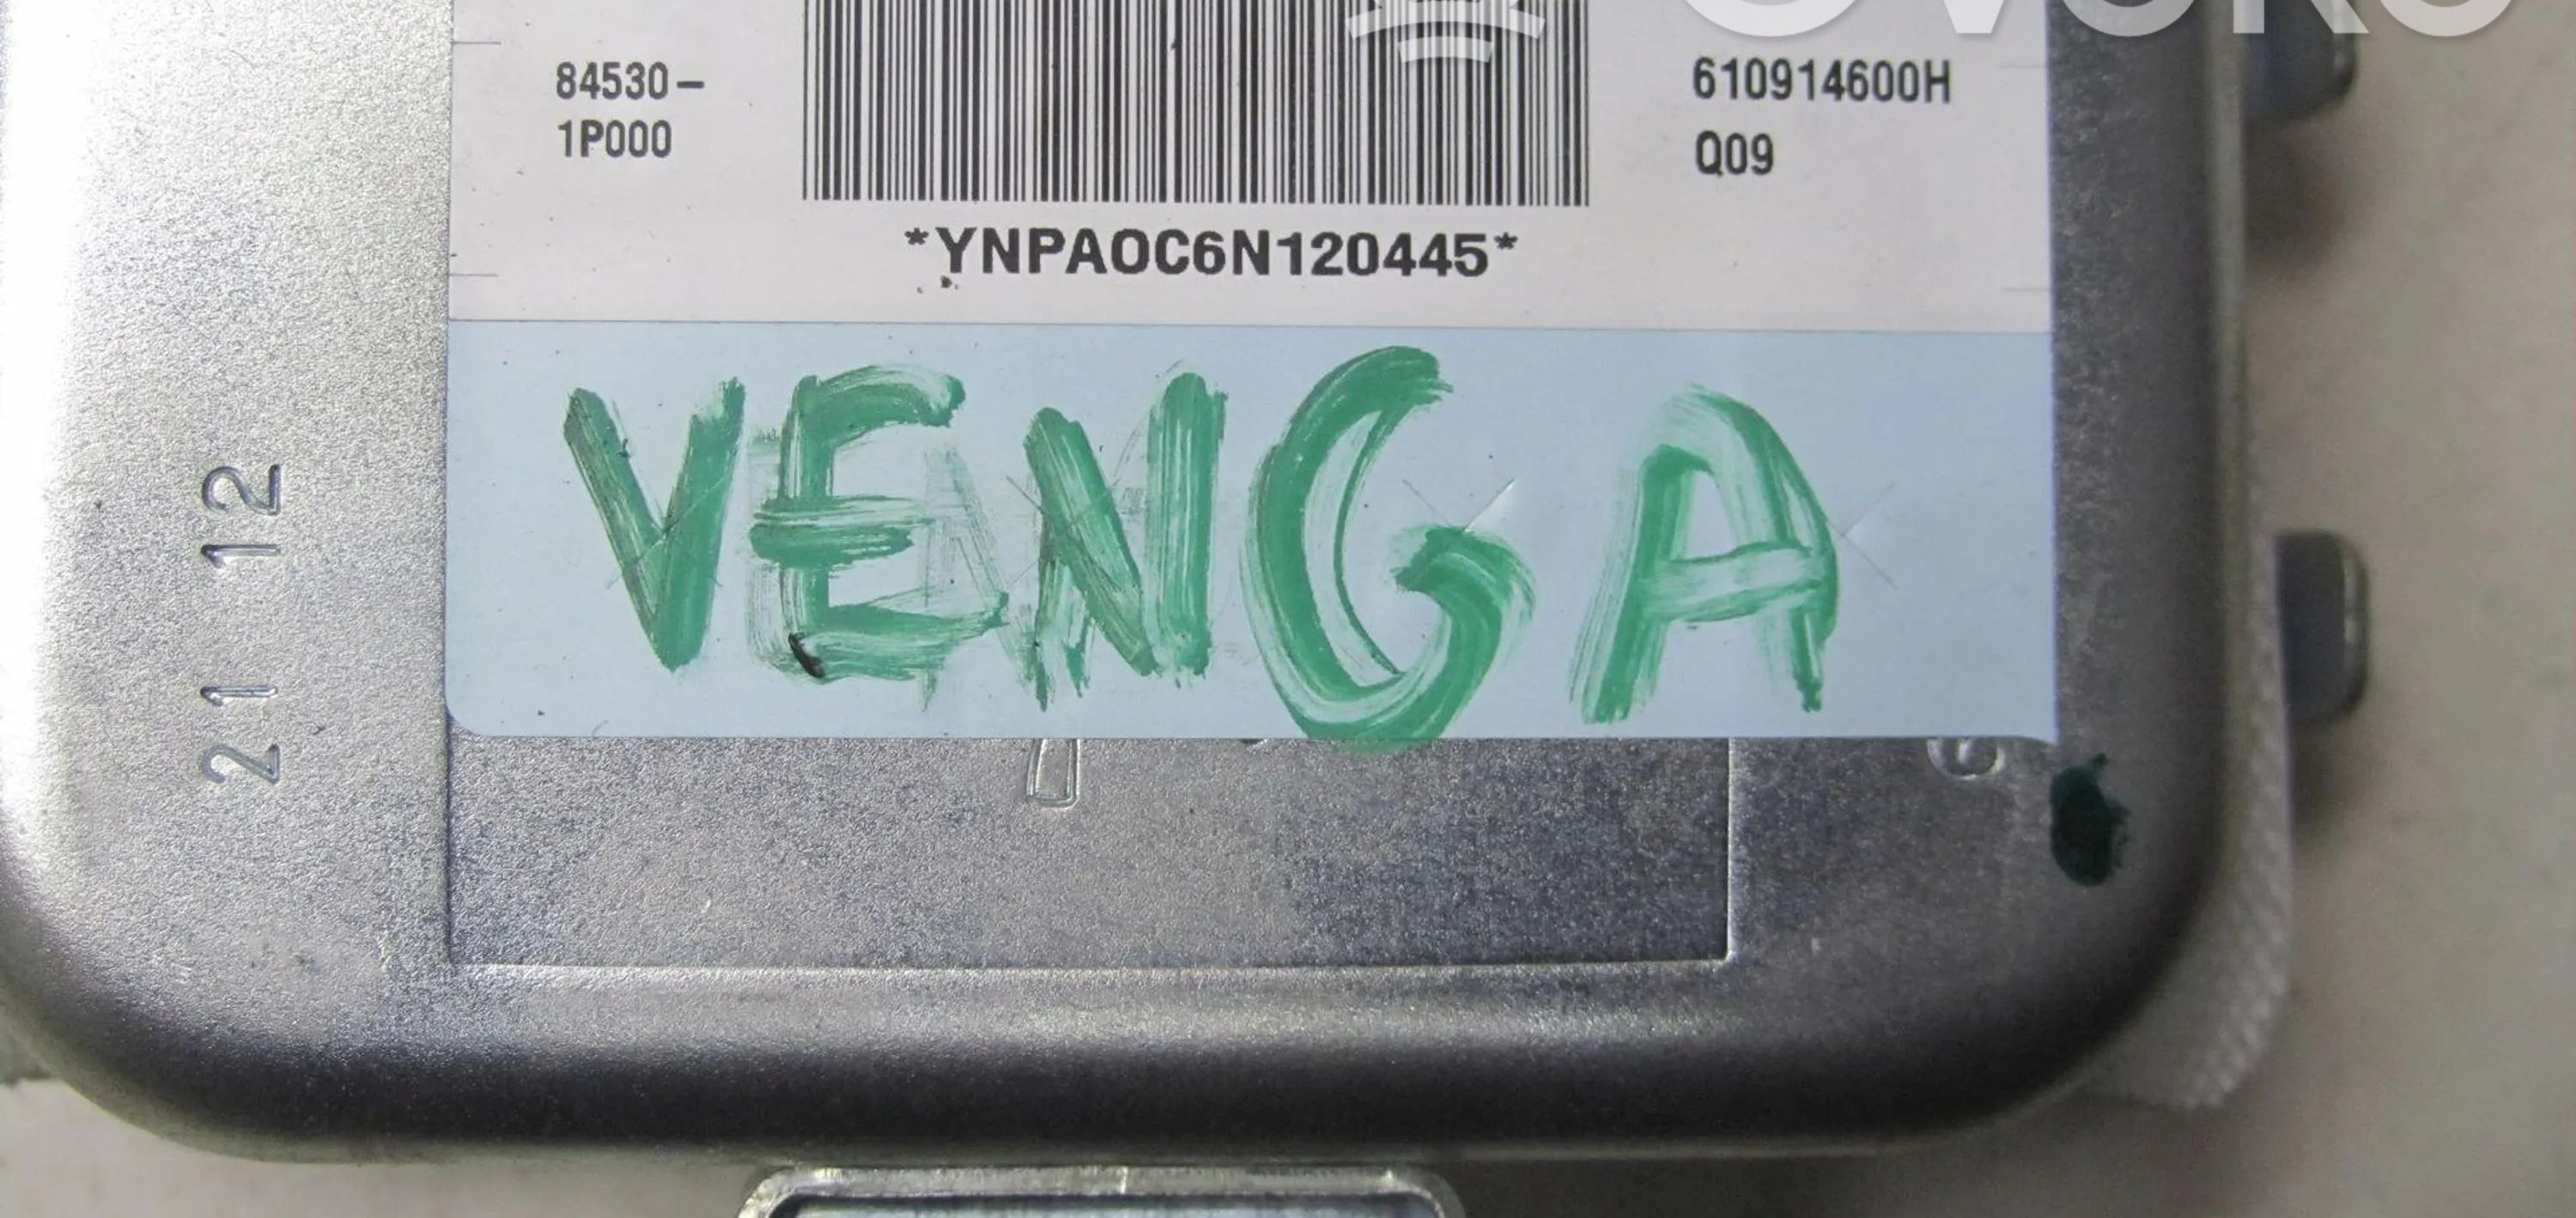 84530-
1P000
610914600H
Q09
*YNPAOC6N120445*
VENGA
21 12